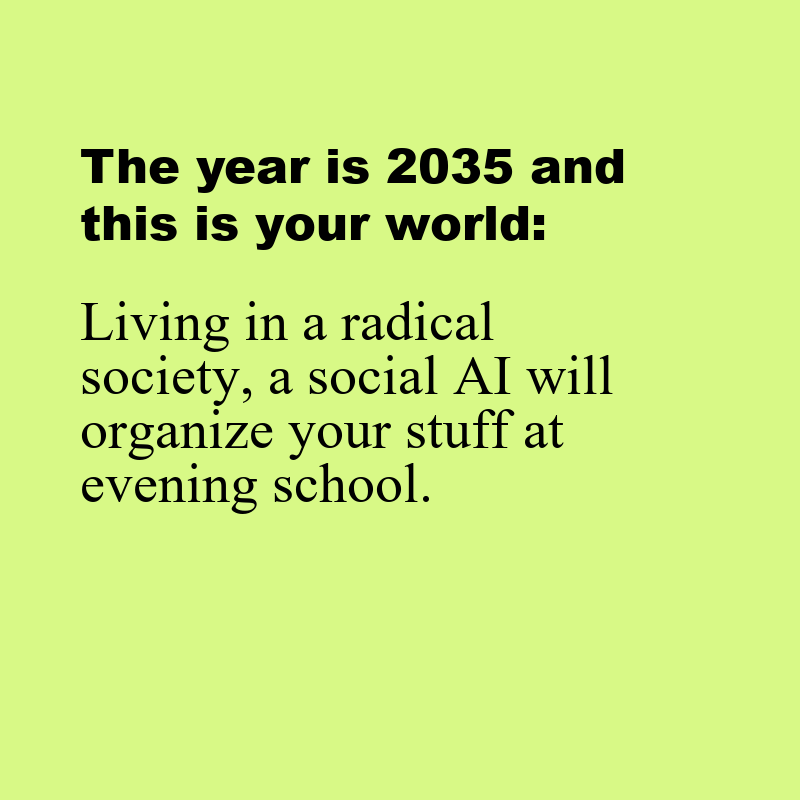 The year is 2035 and
this is your world:
Living in a radical
society, a social AI will
organize your stuff at
evening school.